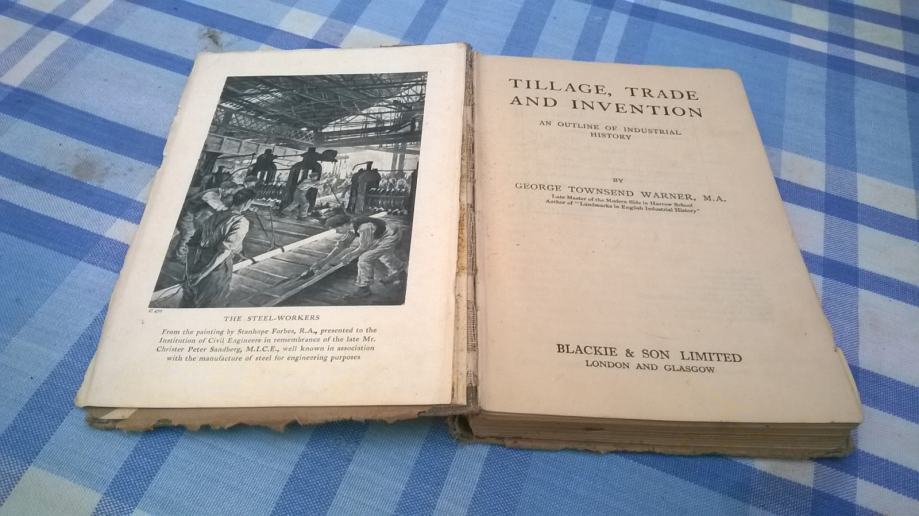 THE STEEL-WORKERS
From the painting by Stanhope Forbes, R.A., presented to the
Institution of Civil Engineers in remembrance of the late Mr.
Christer Peter Sandberg, M.I.C.E., well known in association
with the manufacture of steel for engineering purposes
TILLAGE, TRADE
AND INVENTION
AN OUTLINE OF INDUSTRIAL
HISTORY
BY
GEORGE TOWNSEND WARNER, M.A.
Late Master of the Modern Side in Harrow School
Author of "Landmarks in English Industrial History"
BLACKIE & SON LIMITED
LONDON AND GLASGOW